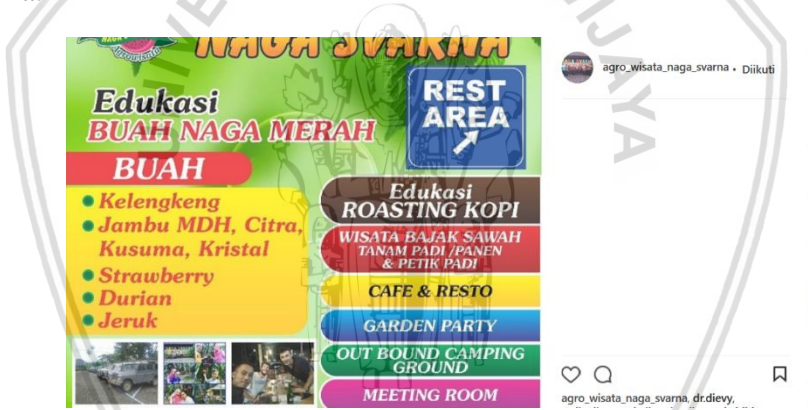 NAGA SVARNA
Edukasi
BUAH NAGA MERAH
REST
AREA
BUAH
Kelengkeng
Jambu MDH, Citra,
Kusuma, Kristal
Strawberry
Durian
Jeruk
Edukasi
ROASTING KOPI
WISATA BAJAK SAWAH
TANAM PADI /PANEN
& PETIK PADI
CAFE & RESTO
GARDEN PARTY
OUT BOUND CAMPING
GROUND
MEETING ROOM
agro_wisata_naga_svarna • Diikuti
agro_wisata_naga_svarna, dr.dievy,